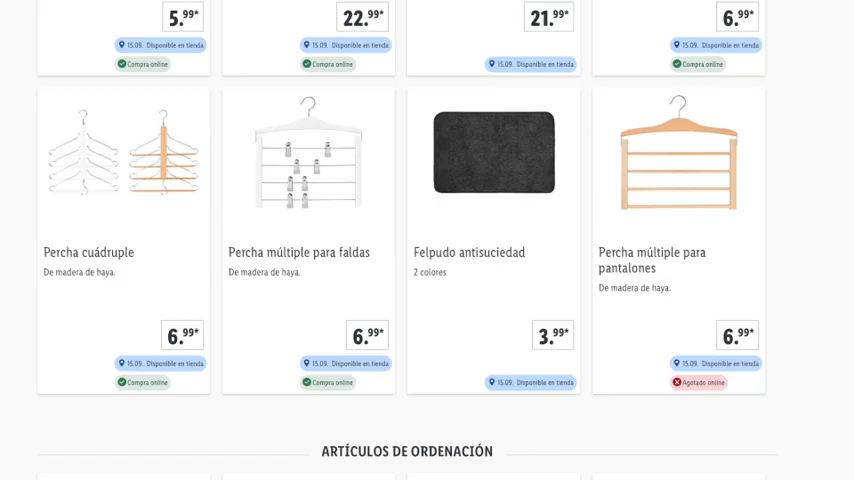 5.99*
22.99*
21.99*
6.99*
15.09. Disponible en tienda
15.09. Disponible en tienda
15.09. Disponible en tienda
Compra online
Compra online
15.09. Disponible en tienda
Compra online
Percha cuádruple
De madera de haya.
6.99*
15.09. Disponible en tienda
Compra online
Percha múltiple para faldas
De madera de haya.
6.99*
15.09. Disponible en tienda
Compra online
Felpudo antisuciedad
2 colores
3.99*
15.09. Disponible en tienda
Percha múltiple para
pantalones
De madera de haya.
6.99*
15.09. Disponible en tienda
Agotado online
ARTÍCULOS DE ORDENACIÓN